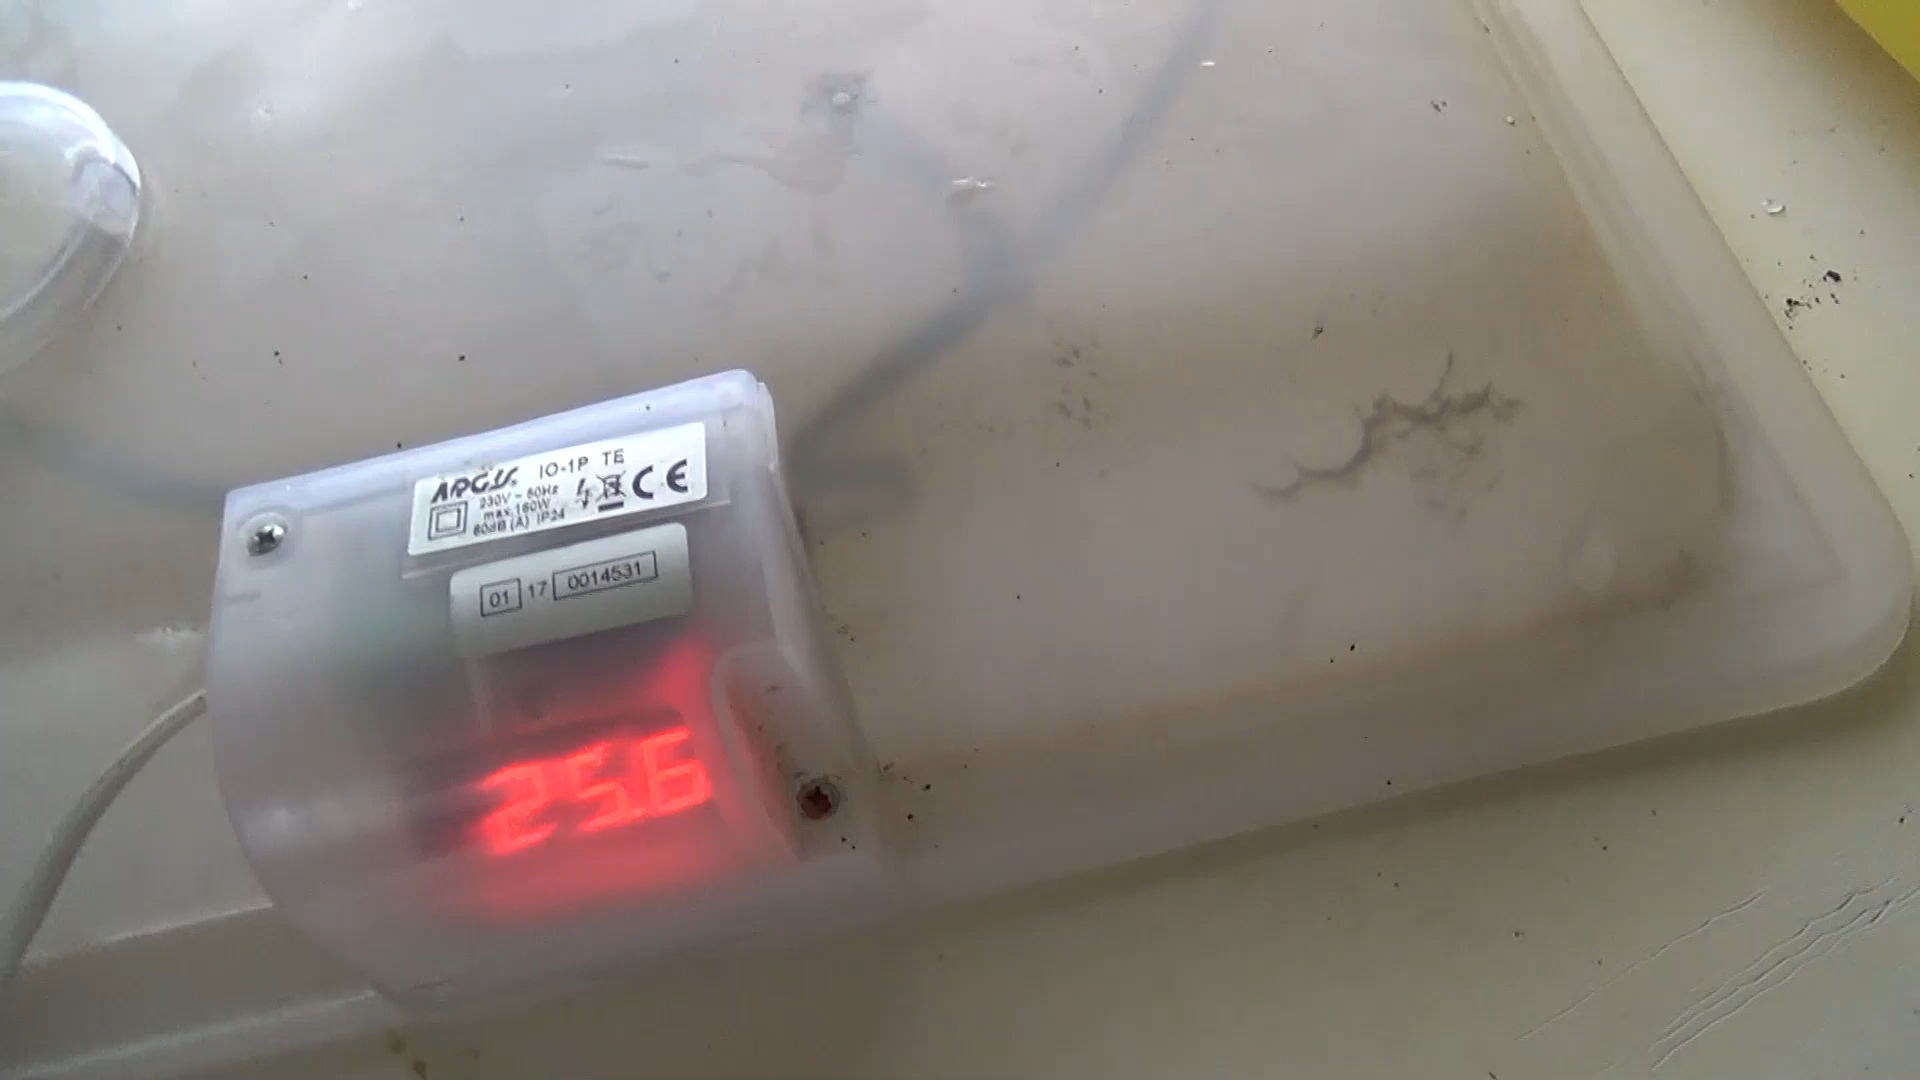 ARGUS IO-1P TE
230V ~ 50Hz
max.160W
60dB (A) IP24
CE
01 17 0014531
25.6